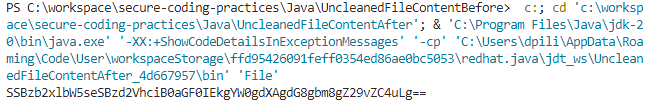 PS C:\workspace\secure-coding-practices\Java\UncleanedFileContentBefore>  c:; cd 'c:\worksp
ace\secure-coding-practices\Java\UncleanedFileContentAfter'; & 'C:\Program Files\Java\jdk-2
0\bin\java.exe' '-XX:+ShowCodeDetailsInExceptionMessages' '-cp' 'C:\Users\dpili\AppData\Roa
ming\Code\User\workspaceStorage\ffd95426091feff0354ed86ae0bc5053\redhat.java\jdt_ws\Unclean
edFileContentAfter_4d667957\bin' 'File'
SSBzb2xlbW5seSBzd2VhciB0aGF0IEkgYW0gdXAgdG8gbm8gZ29vZC4uLg==